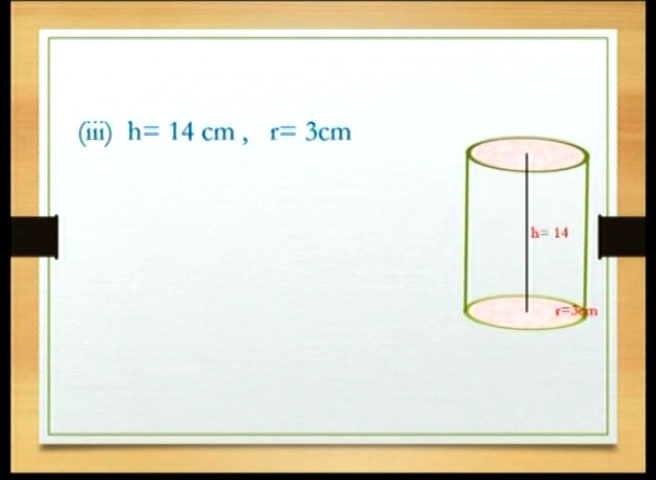 (iii) h= 14 cm , r= 3cm
h= 14
r=3cm